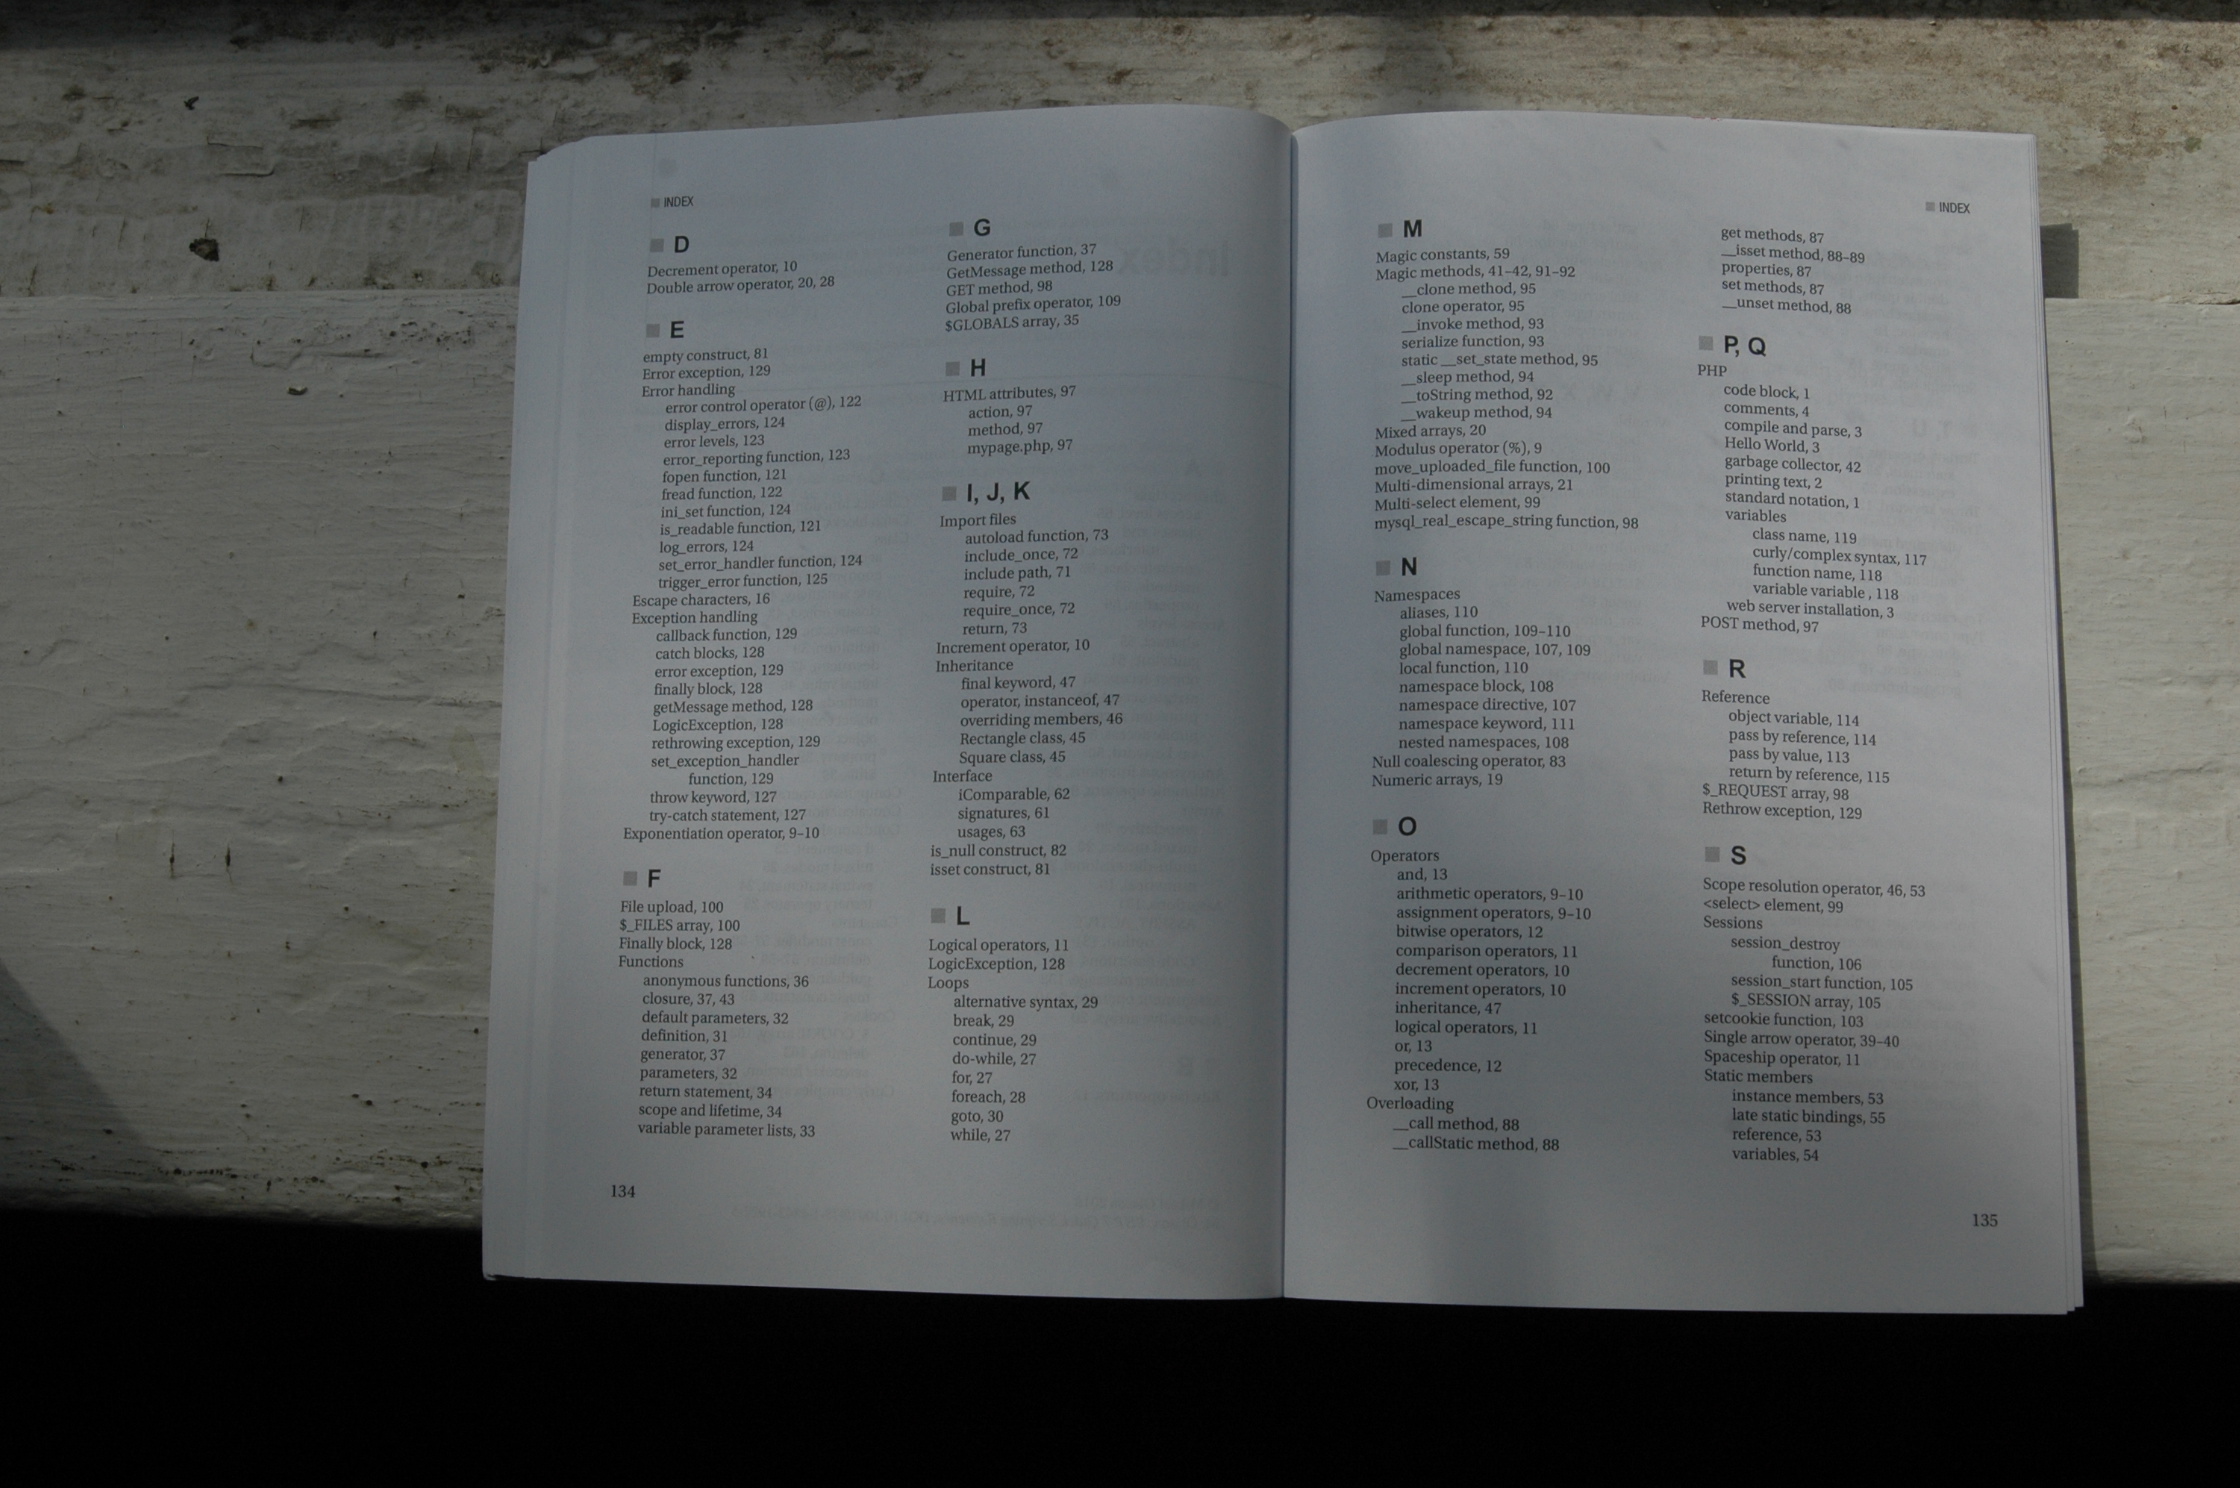 INDEX
D
Decrement operator, 10
Double arrow operator, 20, 28
E
empty construct, 81
Error exception, 129
Error handling
error control operator (@), 122
display_errors, 124
error levels, 123
error_reporting function, 123
fopen function, 121
fread function, 122
ini_set function, 124
is_readable function, 121
log_errors, 124
set_error_handler function, 124
trigger_error function, 125
Escape characters, 16
Exception handling
callback function, 129
catch blocks, 128
error exception, 129
finally block, 128
getMessage method, 128
LogicException, 128
rethrowing exception, 129
set_exception_handler
function, 129
throw keyword, 127
try-catch statement, 127
Exponentiation operator, 9–10
F
File upload, 100
$_FILES array, 100
Finally block, 128
Functions
anonymous functions, 36
closure, 37, 43
default parameters, 32
definition, 31
generator, 37
parameters, 32
return statement, 34
scope and lifetime, 34
variable parameter lists, 33
G
Generator function, 37
GetMessage method, 128
GET method, 98
Global prefix operator, 109
$GLOBALS array, 35
H
HTML attributes, 97
action, 97
method, 97
mypage.php, 97
I, J, K
Import files
autoload function, 73
include_once, 72
include path, 71
require, 72
require_once, 72
return, 73
Increment operator, 10
Inheritance
final keyword, 47
operator, instanceof, 47
overriding members, 46
Rectangle class, 45
Square class, 45
Interface
iComparable, 62
signatures, 61
usages, 63
is_null construct, 82
isset construct, 81
L
Logical operators, 11
LogicException, 128
Loops
alternative syntax, 29
break, 29
continue, 29
do-while, 27
for, 27
foreach, 28
goto, 30
while, 27
134
INDEX
M
Magic constants, 59
Magic methods, 41–42, 91–92
__clone method, 95
clone operator, 95
__invoke method, 93
serialize function, 93
static __set_state method, 95
__sleep method, 94
__toString method, 92
__wakeup method, 94
Mixed arrays, 20
Modulus operator (%), 9
move_uploaded_file function, 100
Multi-dimensional arrays, 21
Multi-select element, 99
mysql_real_escape_string function, 98
N
Namespaces
aliases, 110
global function, 109–110
global namespace, 107, 109
local function, 110
namespace block, 108
namespace directive, 107
namespace keyword, 111
nested namespaces, 108
Null coalescing operator, 83
Numeric arrays, 19
O
Operators
and, 13
arithmetic operators, 9–10
assignment operators, 9–10
bitwise operators, 12
comparison operators, 11
decrement operators, 10
increment operators, 10
inheritance, 47
logical operators, 11
or, 13
precedence, 12
xor, 13
Overloading
__call method, 88
__callStatic method, 88
get methods, 87
__isset method, 88–89
properties, 87
set methods, 87
__unset method, 88
P, Q
PHP
code block, 1
comments, 4
compile and parse, 3
Hello World, 3
garbage collector, 42
printing text, 2
standard notation, 1
variables
class name, 119
curly/complex syntax, 117
function name, 118
variable variable , 118
web server installation, 3
POST method, 97
R
Reference
object variable, 114
pass by reference, 114
pass by value, 113
return by reference, 115
$_REQUEST array, 98
Rethrow exception, 129
S
Scope resolution operator, 46, 53
<select> element, 99
Sessions
session_destroy
function, 106
session_start function, 105
$_SESSION array, 105
setcookie function, 103
Single arrow operator, 39–40
Spaceship operator, 11
Static members
instance members, 53
late static bindings, 55
reference, 53
variables, 54
135